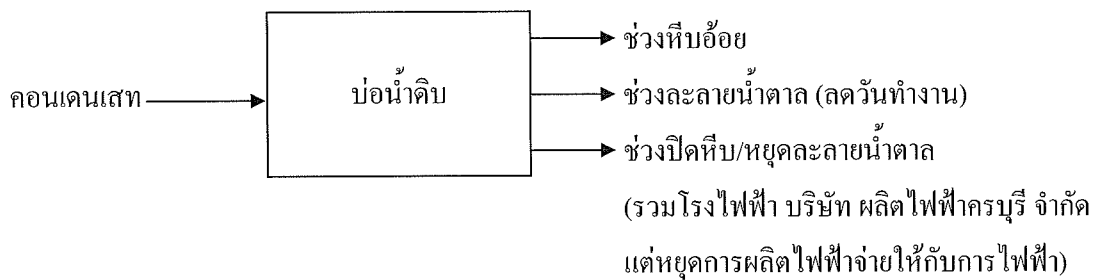 ช่วงหีบอ้อย
คอนเดนเสท
บ่อน้ำดิบ
ช่วงละลายน้ำตาล (ลดวันทำงาน)
ช่วงปิดหีบ/หยุดละลายน้ำตาล
(รวมโรงไฟฟ้า บริษัท ผลิตไฟฟ้าครบุรี จำกัด
แต่หยุดการผลิตไฟฟ้าจ่ายให้กับการไฟฟ้า)